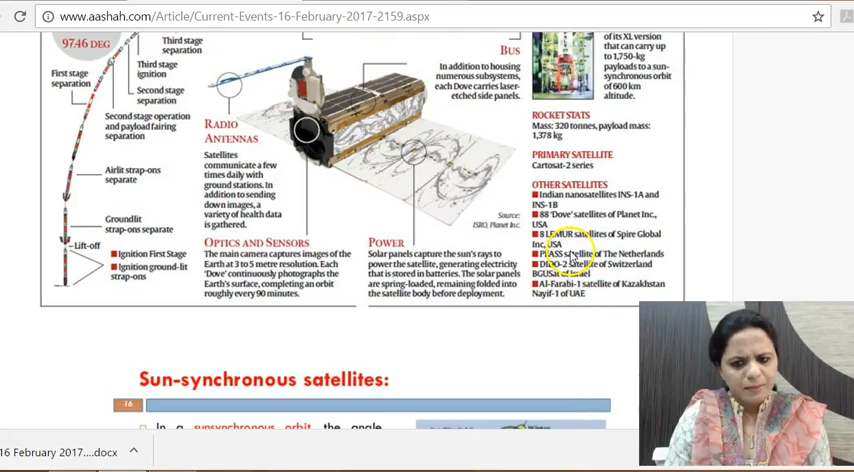 www.aashah.com/Article/Current-Events-16-February-2017-2159.aspx
97.46 DEG
Third stage
separation
Third stage
ignition
First stage
separation
Second stage
separation
Second stage operation
and payload fairing
separation
Airlit strap-ons
separate
Groundlit
strap-ons separate
Lift-off
Ignition First Stage
Ignition ground-lit
strap-ons
RADIO
ANTENNAS
Satellites
communicate a few
times daily with
ground stations. In
addition to sending
down images, a
variety of health data
is gathered.
OPTICS AND SENSORS
The main camera captures images of the
Earth at 3 to 5 metre resolution. Each
'Dove' continuously photographs the
Earth's surface, completing an orbit
roughly every 90 minutes.
BUS
In addition to housing
numerous subsystems,
each Dove carries laser-
etched side panels.
Source:
ISRO, Planet Inc.
POWER
Solar panels capture the sun's rays to
power the satellite, generating electricity
that is stored in batteries. The solar panels
are spring-loaded, remaining folded into
the satellite body before deployment.
of its XL version
that can carry up
to 1,750-kg
payloads to a sun-
synchronous orbit
of 600 km
altitude.
ROCKET STATS
Mass: 320 tonnes, payload mass:
1,378 kg
PRIMARY SATELLITE
Cartosat-2 series
OTHER SATELLITES
Indian nanosatellites INS-1A and
INS-1B
88 'Dove' satellites of Planet Inc.,
USA
8 LEMUR satellites of Spire Global
Inc, USA
PEASS satellite of The Netherlands
DIDO-2 satellite of Switzerland
BGUSat of Israel
Al-Farabi-1 satellite of Kazakhstan
Nayif-1 of UAE
Sun-synchronous satellites:
16
In a sunsynchronous orbit the angle
16 February 2017....docx